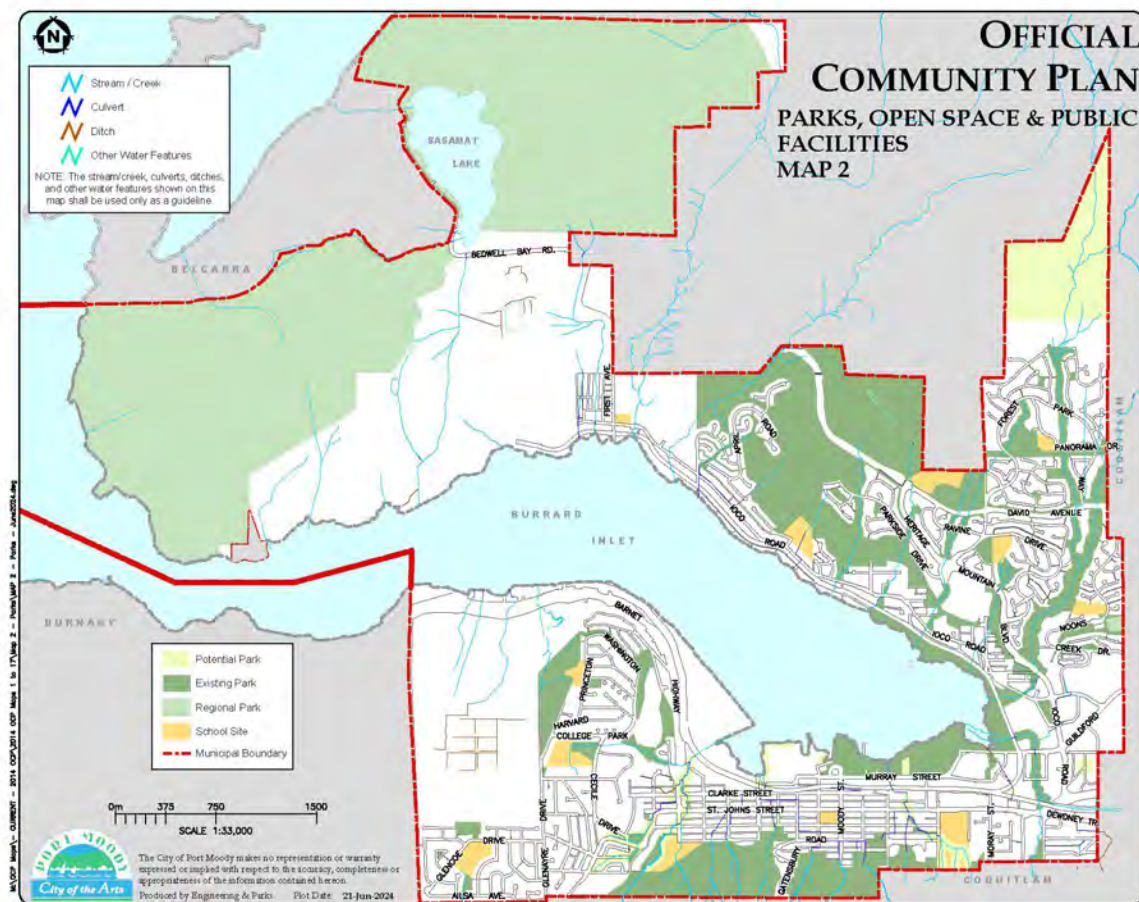 OFFICIAL
COMMUNITY PLAN
PARKS, OPEN SPACE & PUBLIC
FACILITIES
MAP 2
N
Stream / Creek
Culvert
Ditch
Other Water Features
NOTE: The stream/creek, culverts, ditches,
and other water features shown on this
map shall be used only as a guideline.
SASAMAT
LAKE
BEDWELL BAY RD.
BELCARRA
FIRST AVE.
APRIL
ROAD
FOREST
PARK
WAY
PANORAMA DR.
COQUITLAM
DAVID AVENUE
HERITAGE
PARKSIDE
DRIVE
RAVINE
DRIVE
MOUNTAIN
BLVD
BURRARD
INLET
IOCO
ROAD
IOCO ROAD
NOONS
CREEK DR.
IOCO
GUILDFORD
ROAD
BURNABY
BARNET
HIGHWAY
WASHINGTON
PRINCETON
HARVARD
COLLEGE PARK
CECILE
DRIVE
GLENMORE DRIVE
GLENCOE
DRIVE
AILSA AVE.
MURRAY STREET
CLARKE STREET
ST. JOHNS STREET
MOODY ST.
ROAD
QUEENSBURY
MORAY ST.
DEWDNEY TR.
COQUITLAM
Potential Park
Existing Park
Regional Park
School Site
Municipal Boundary
0m 375 750 1500
SCALE 1:33,000
PORT MOODY
City of the Arts
The City of Port Moody makes no representation or warranty
expressed or implied with respect to the accuracy, completeness or
appropriateness of the information contained hereon.
Produced by Engineering & Parks Plot Date: 21-Jun-2024